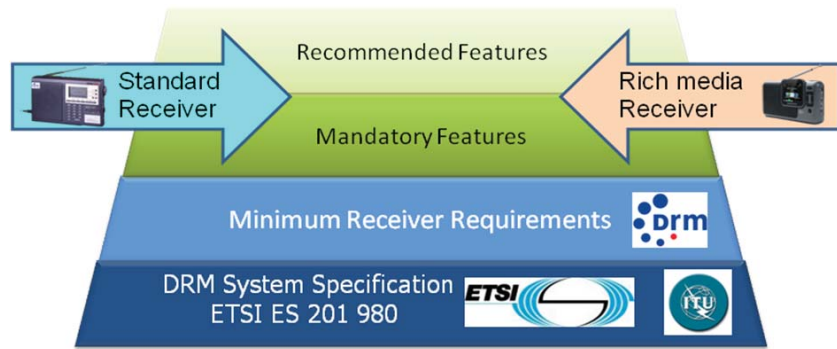 Recommended Features
Standard
Receiver
Rich media
Receiver
Mandatory Features
Minimum Receiver Requirements
Drm
DRM System Specification
ETSI ES 201 980
ETSI
ITU